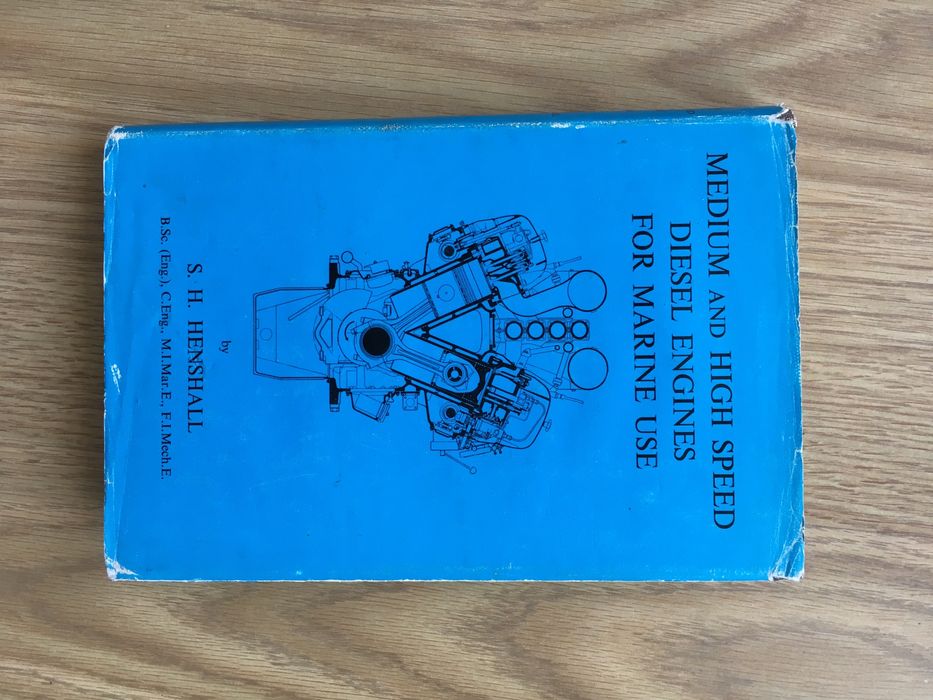 MEDIUM AND HIGH SPEED
DIESEL ENGINES
FOR MARINE USE
by
S. H. HENSHALL
B.Sc. (Eng.), C.Eng., M.I.Mar.E., F.I.Mech.E.